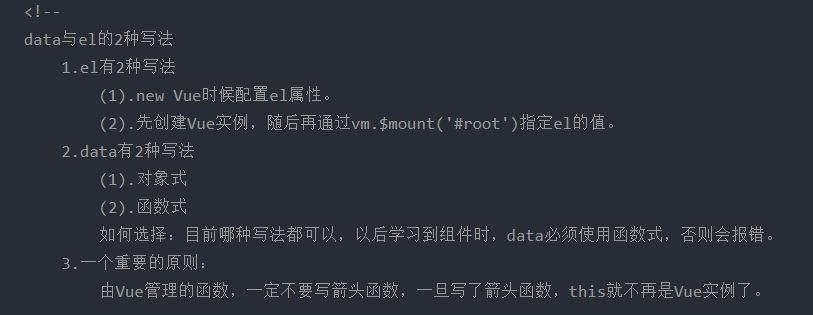 <!--
data与el的2种写法
1.el有2种写法
(1).new Vue时候配置el属性。
(2).先创建Vue实例，随后再通过vm.$mount('#root')指定el的值。
2.data有2种写法
(1).对象式
(2).函数式
如何选择：目前哪种写法都可以，以后学习到组件时，data必须使用函数式，否则会报错。
3.一个重要的原则：
由Vue管理的函数，一定不要写箭头函数，一旦写了箭头函数，this就不再是Vue实例了。